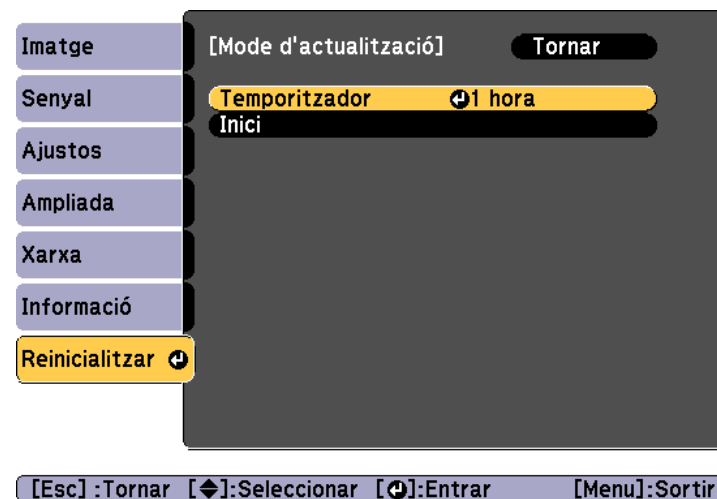 Imatge
Senyal
Ajustos
Ampliada
Xarxa
Informació
Reinicialitzar
[Mode d'actualització] Tornar
Temporitzador 1 hora
Inici
[Esc] :Tornar [◆]:Seleccionar [⏎]:Entrar [Menu]:Sortir